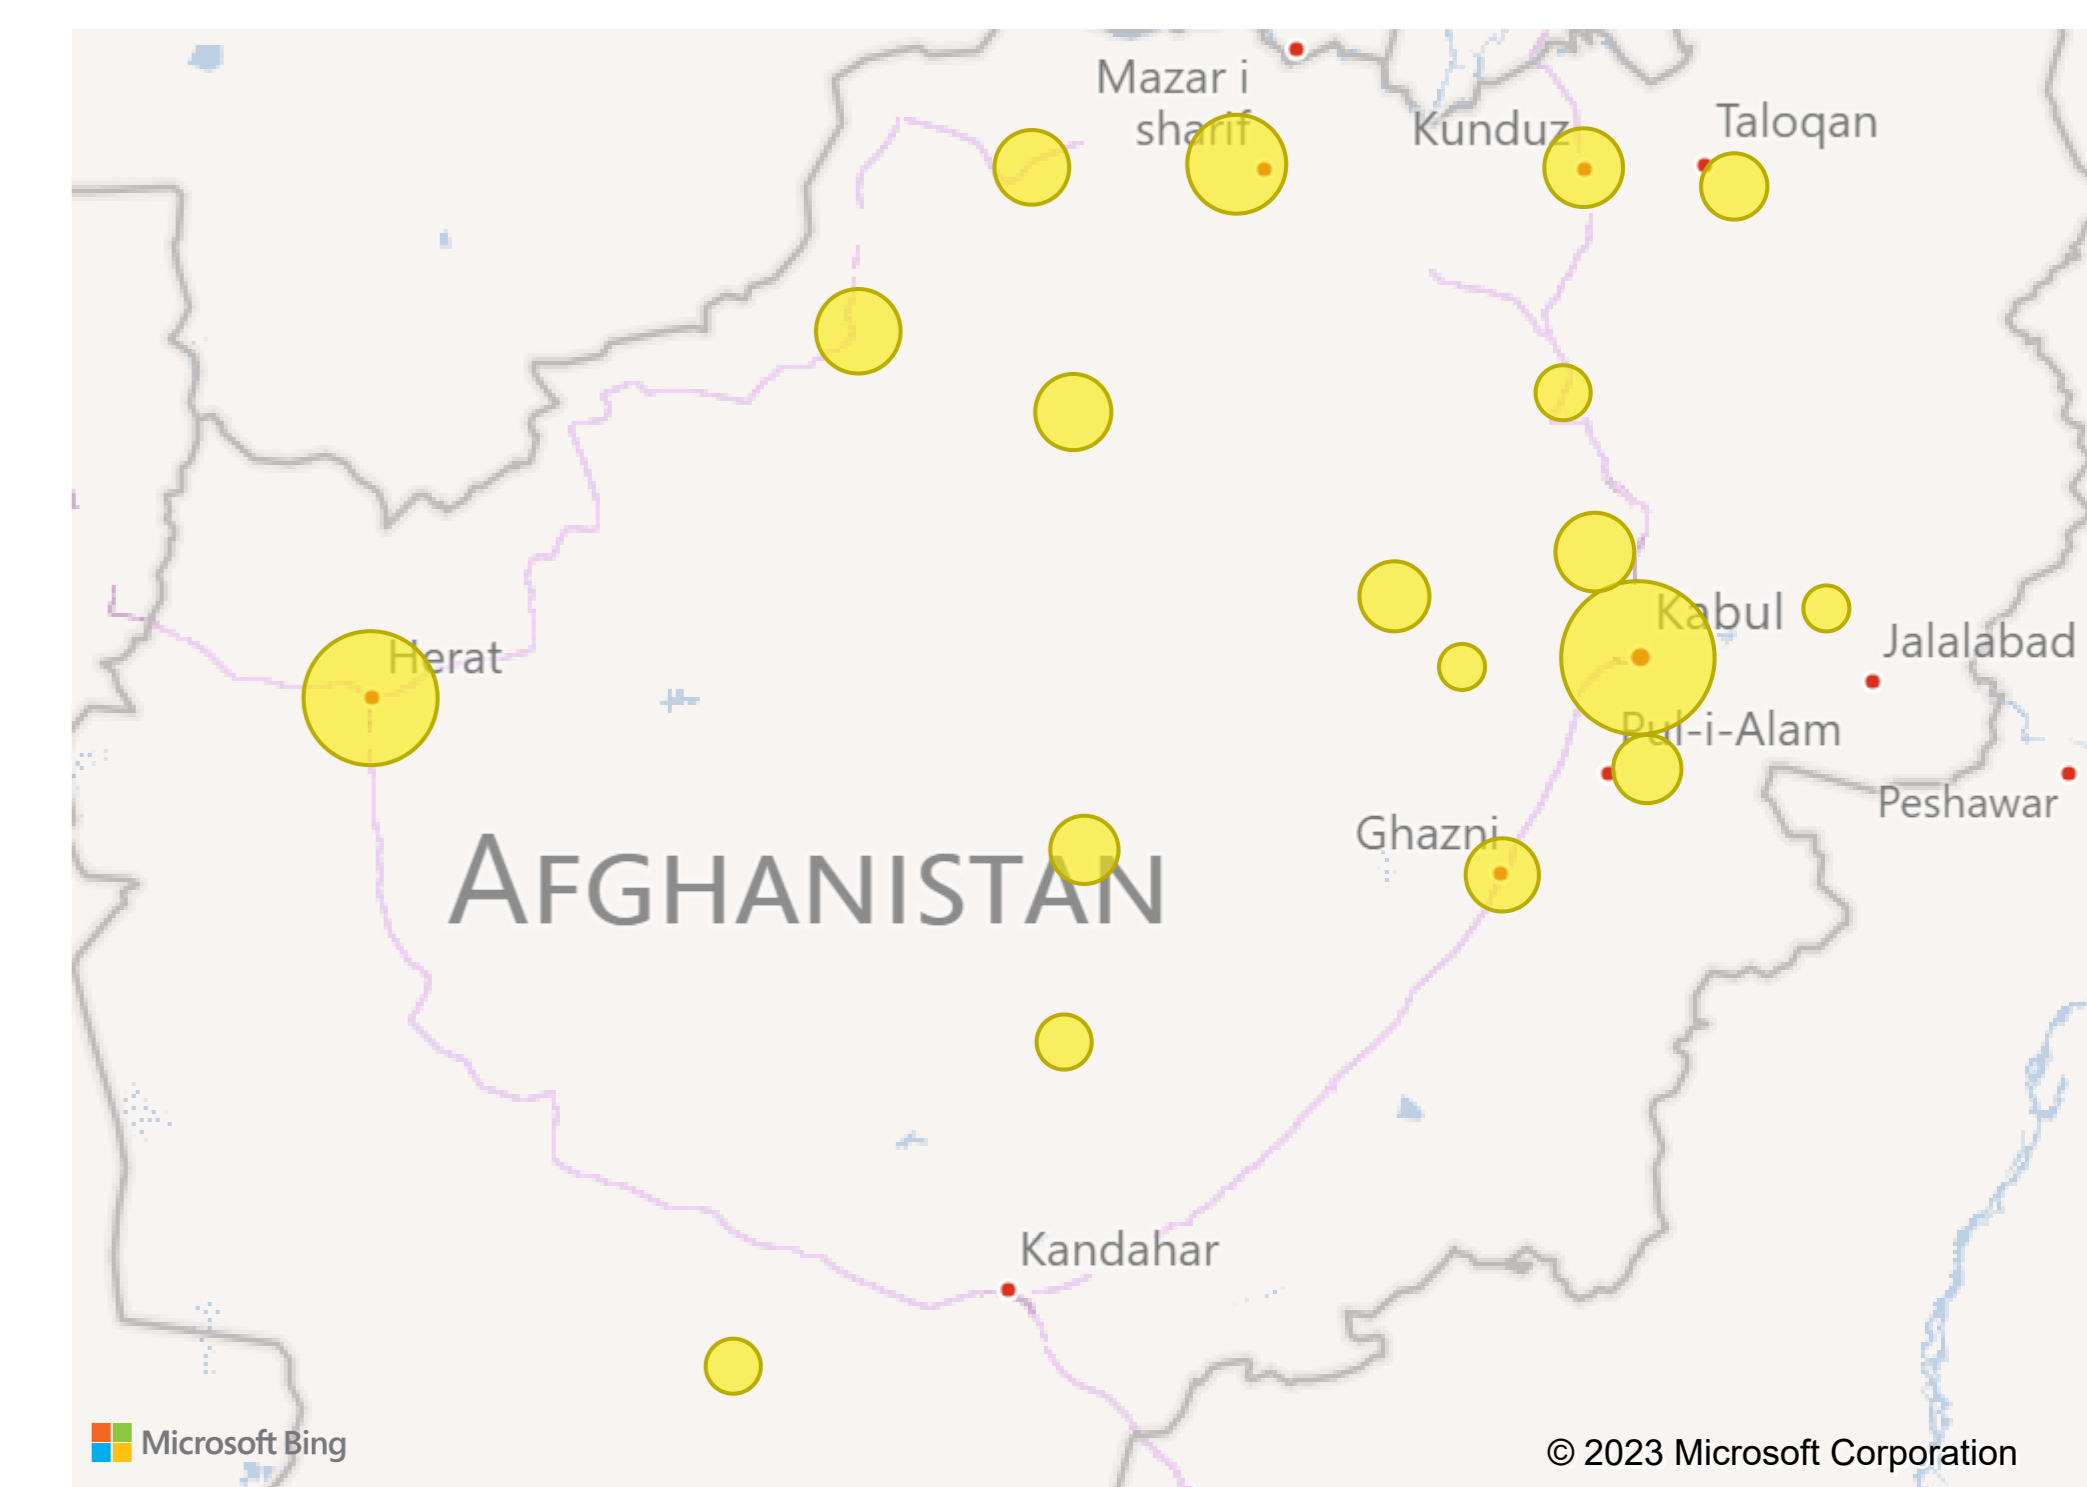 Mazar i
sharif
Kunduz
Taloqan
Kabul
Jalalabad
Herat
Pul-i-Alam
Peshawar
Ghazni
AFGHANISTAN
Kandahar
Microsoft Bing
© 2023 Microsoft Corporation